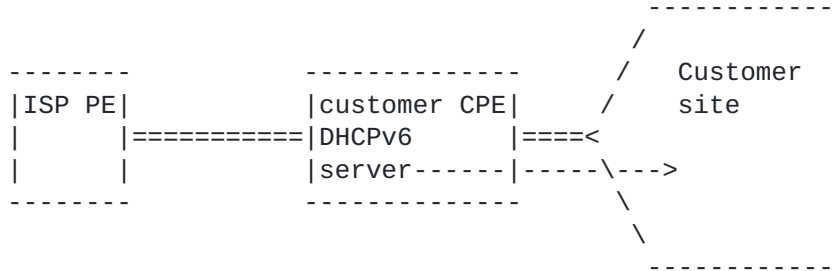 Customer
|ISP PE| |customer CPE| / site
| |===========|DHCPv6 |====<
| | |server------|-----\--->